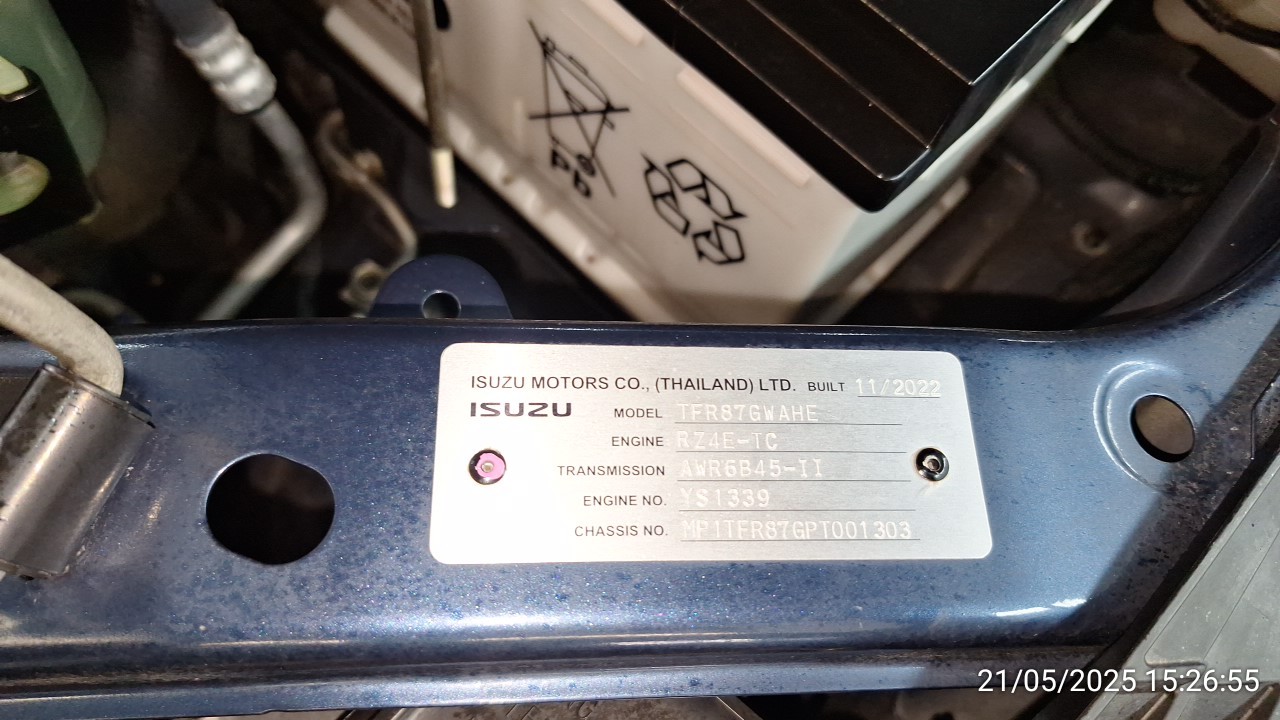 Pb
ISUZU MOTORS CO., (THAILAND) LTD. BUILT 11/2022
ISUZU MODEL TFR87GWAHE
ENGINE RZ4E-TC
TRANSMISSION AWR6B45-II
ENGINE NO. YS1339
CHASSIS NO. MP1TFR87GPT001303
21/05/2025 15:26:55